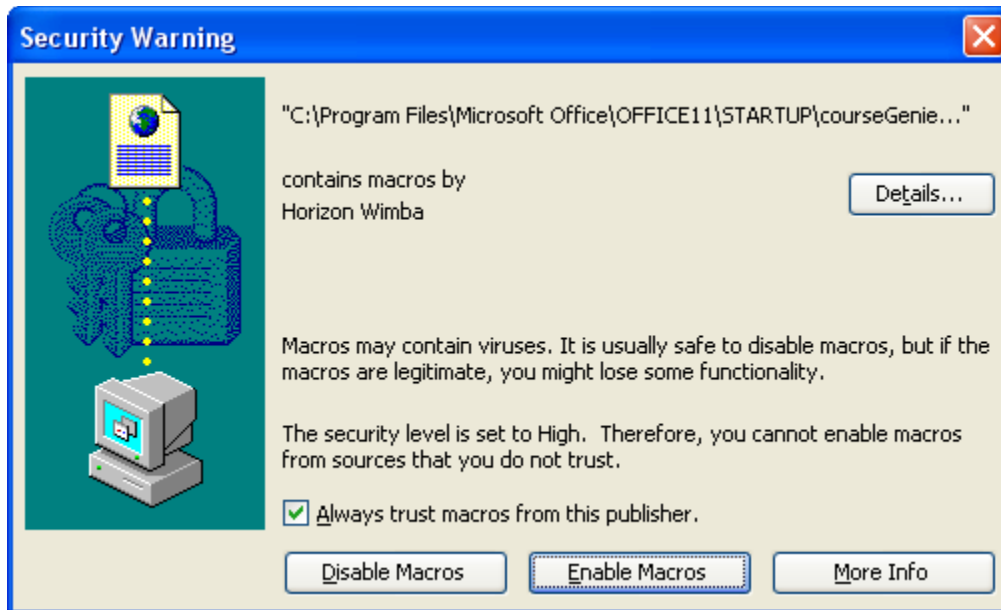 Security Warning
"C:\Program Files\Microsoft Office\OFFICE11\STARTUP\courseGenie..."
contains macros by
Horizon Wimba
Details...
Macros may contain viruses. It is usually safe to disable macros, but if the
macros are legitimate, you might lose some functionality.
The security level is set to High. Therefore, you cannot enable macros
from sources that you do not trust.
Always trust macros from this publisher.
Disable Macros
Enable Macros
More Info